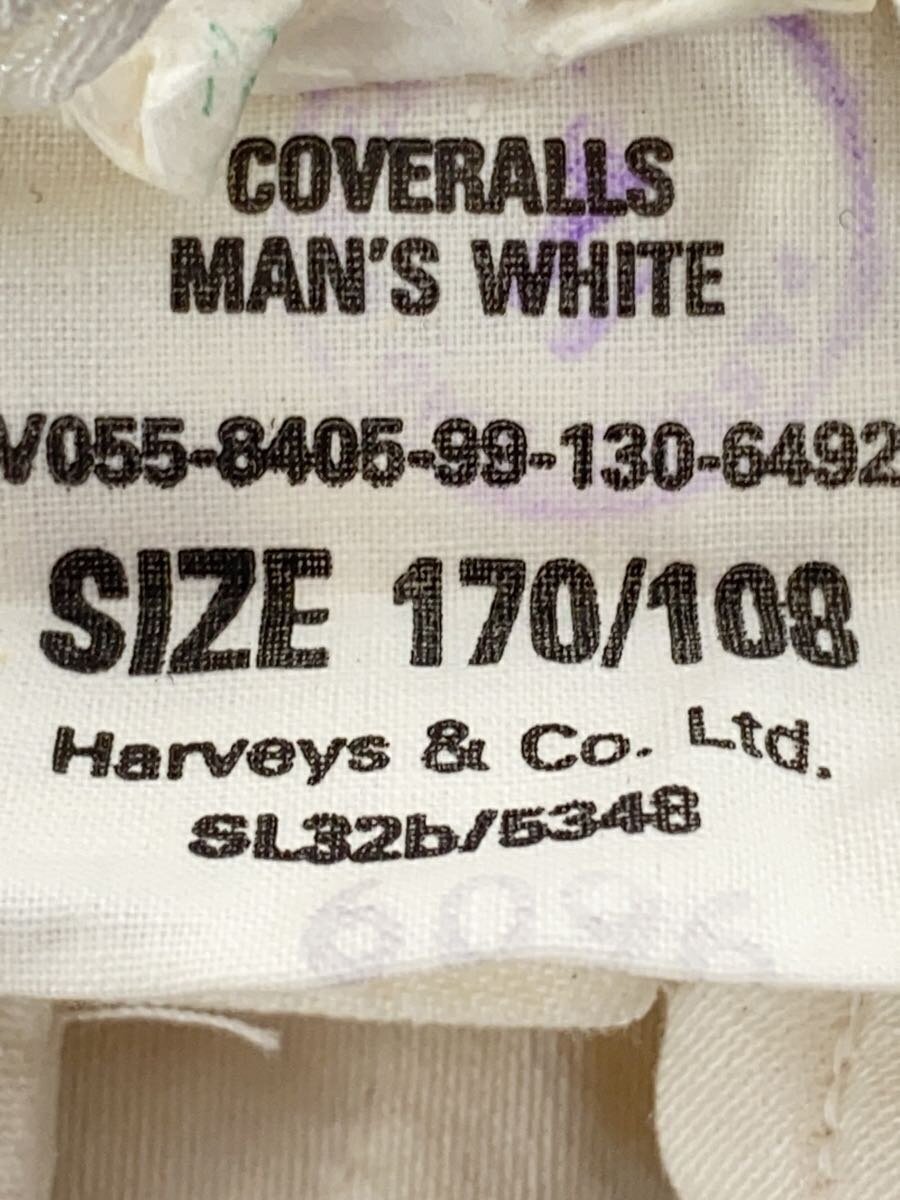 COVERALLS
MAN'S WHITE
V055-8405-99-130-6492
SIZE 170/108
Harveys & Co. Ltd.
SL32b/5348